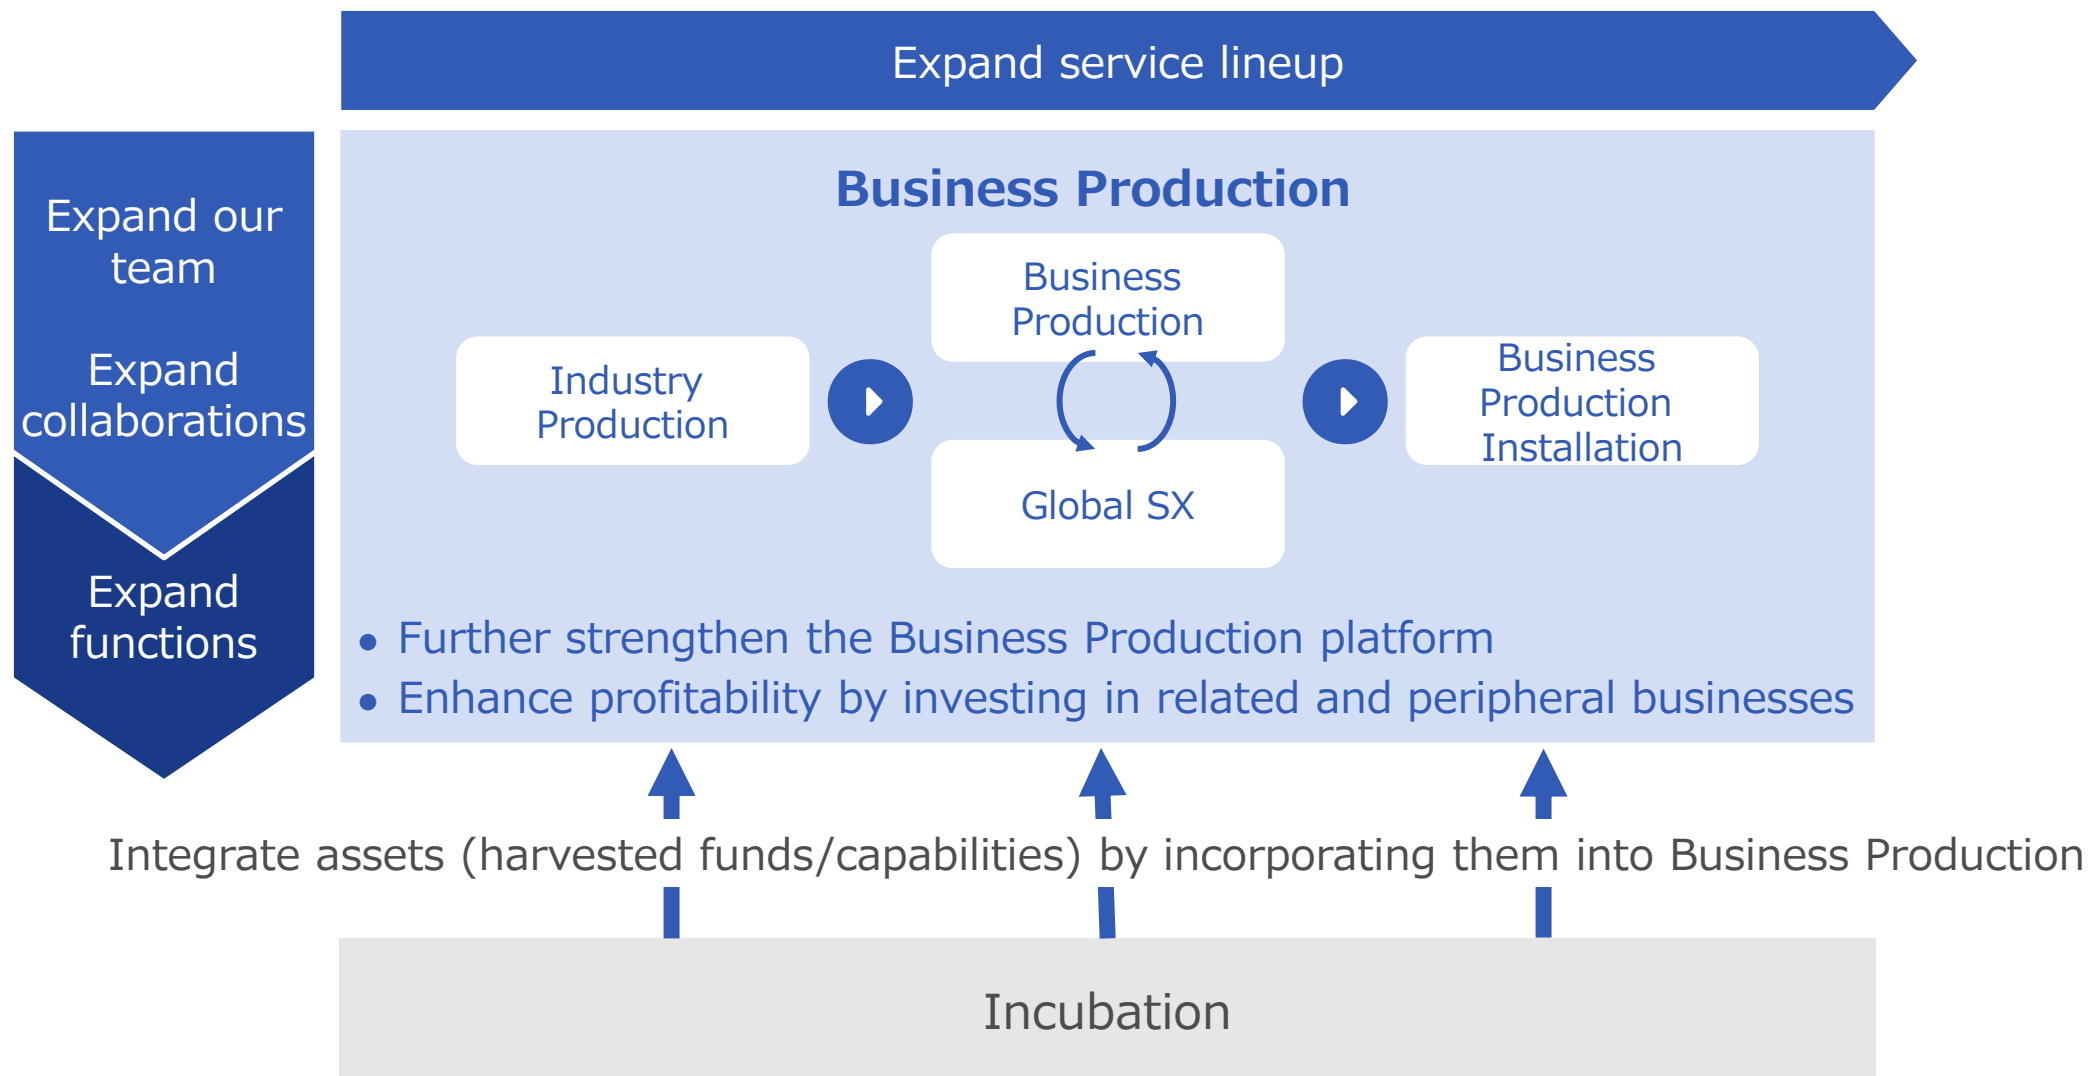 Expand service lineup
Expand our
team
Expand
collaborations
Expand
functions
Business Production
Industry
Production
Business
Production
Global SX
Business
Production
Installation
● Further strengthen the Business Production platform
● Enhance profitability by investing in related and peripheral businesses
Integrate assets (harvested funds/capabilities) by incorporating them into Business Production
Incubation